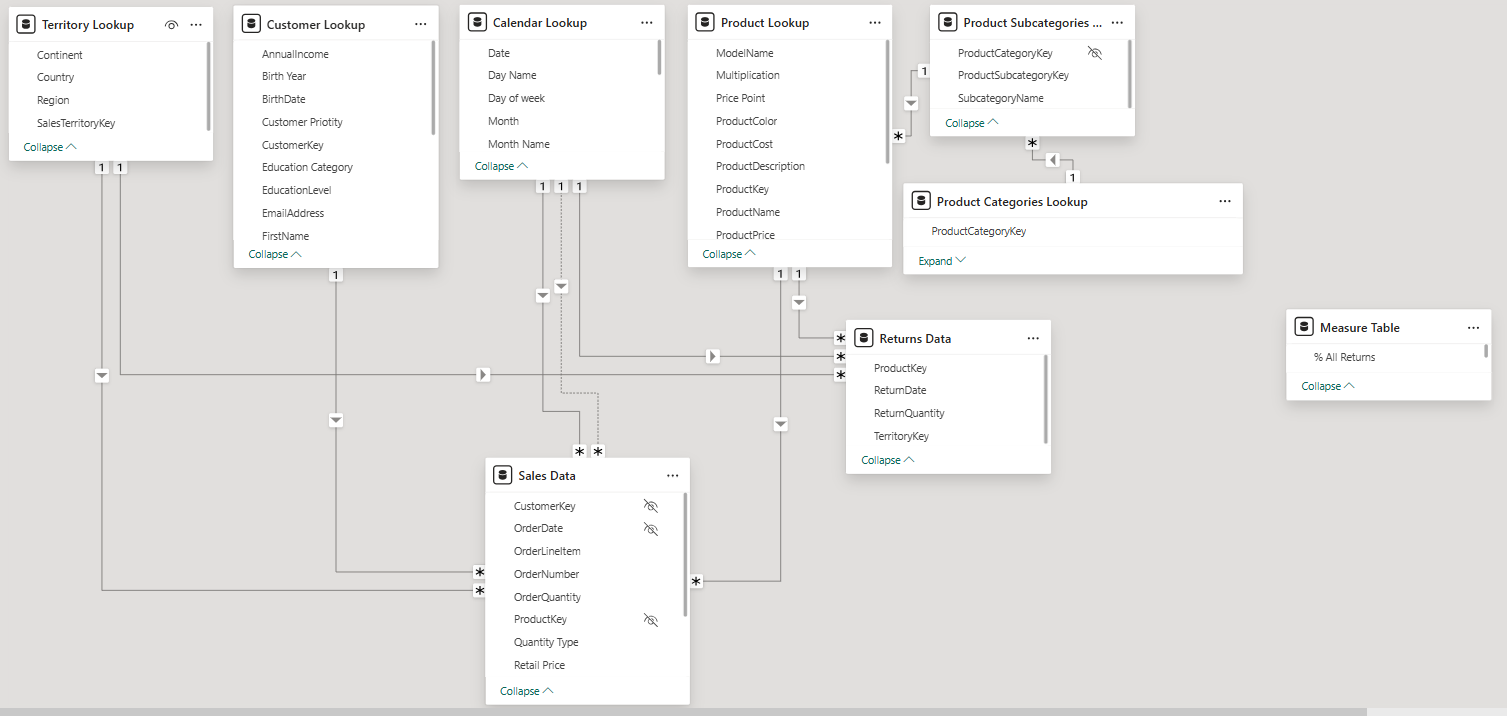 Territory Lookup
Continent
Country
Region
SalesTerritoryKey
Collapse
Customer Lookup
AnnualIncome
Birth Year
BirthDate
Customer Priotity
CustomerKey
Education Category
EducationLevel
EmailAddress
FirstName
Collapse
Calendar Lookup
Date
Day Name
Day of week
Month
Month Name
Collapse
Product Lookup
ModelName
Multiplication
Price Point
ProductColor
ProductCost
ProductDescription
ProductKey
ProductName
ProductPrice
Collapse
Product Subcategories ...
ProductCategoryKey
ProductSubcategoryKey
SubcategoryName
Collapse
Product Categories Lookup
ProductCategoryKey
Expand
1
*
*
1
1 1
1
1 1 1
1 1
Returns Data
ProductKey
ReturnDate
ReturnQuantity
TerritoryKey
Collapse
*
*
*
Measure Table
% All Returns
Collapse
* *
Sales Data
CustomerKey
OrderDate
OrderLineItem
OrderNumber
OrderQuantity
ProductKey
Quantity Type
Retail Price
Collapse
*
*
*